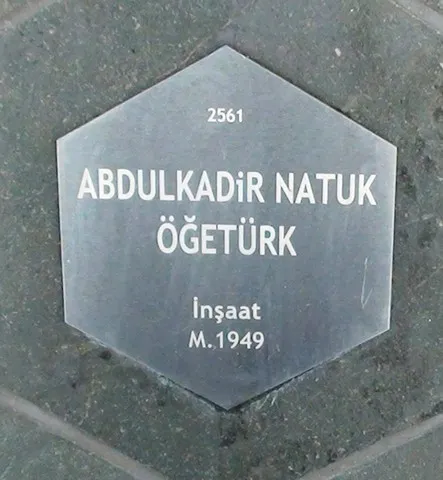 2561
ABDULKADiR NATUK
ÖĞETÜRK
İnşaat
M.1949